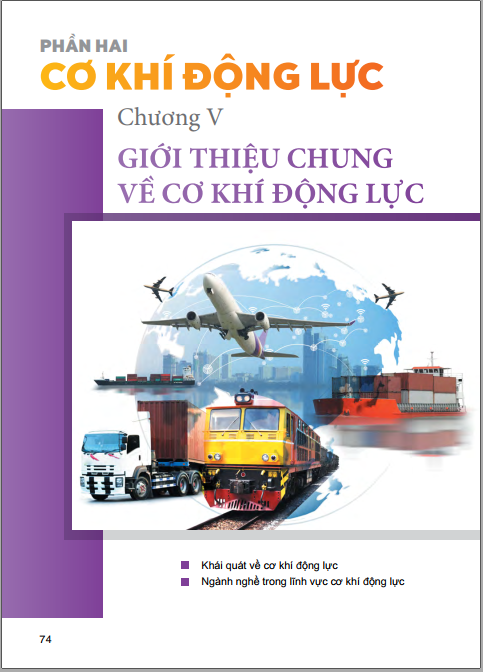 PHẦN HAI
CƠ KHÍ ĐỘNG LỰC
Chương V
GIỚI THIỆU CHUNG
VỀ CƠ KHÍ ĐỘNG LỰC
Khái quát về cơ khí động lực
Ngành nghề trong lĩnh vực cơ khí động lực
74